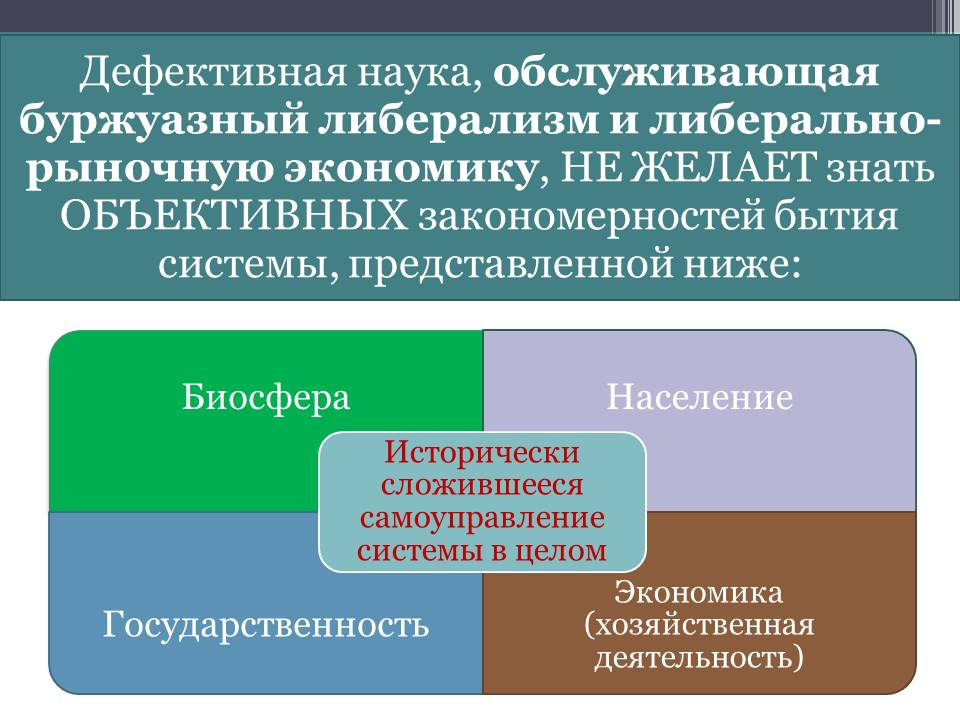 Дефективная наука, обслуживающая
буржуазный либерализм и либерально-
рыночную экономику, НЕ ЖЕЛАЕТ знать
ОБЪЕКТИВНЫХ закономерностей бытия
системы, представленной ниже:
Биосфера
Население
Исторически
сложившееся
самоуправление
системы в целом
Государственность
Экономика
(хозяйственная
деятельность)